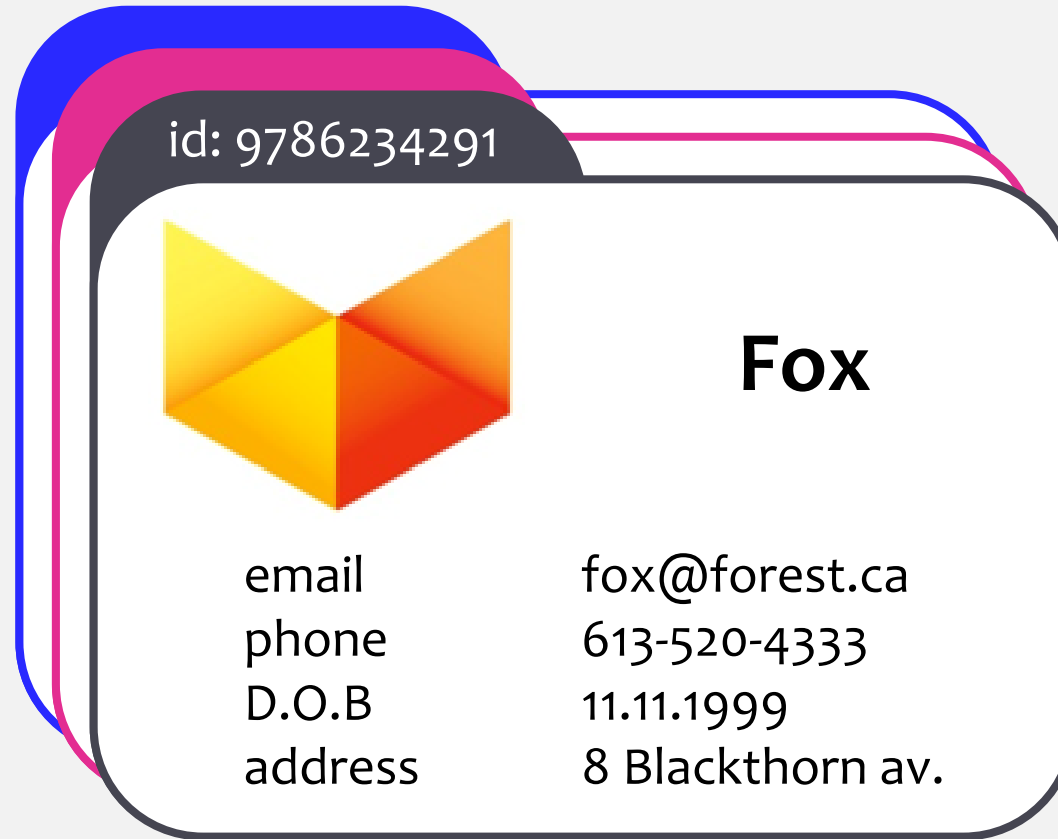 id: 9786234291
Fox
email fox@forest.ca
phone 613-520-4333
D.O.B 11.11.1999
address 8 Blackthorn av.